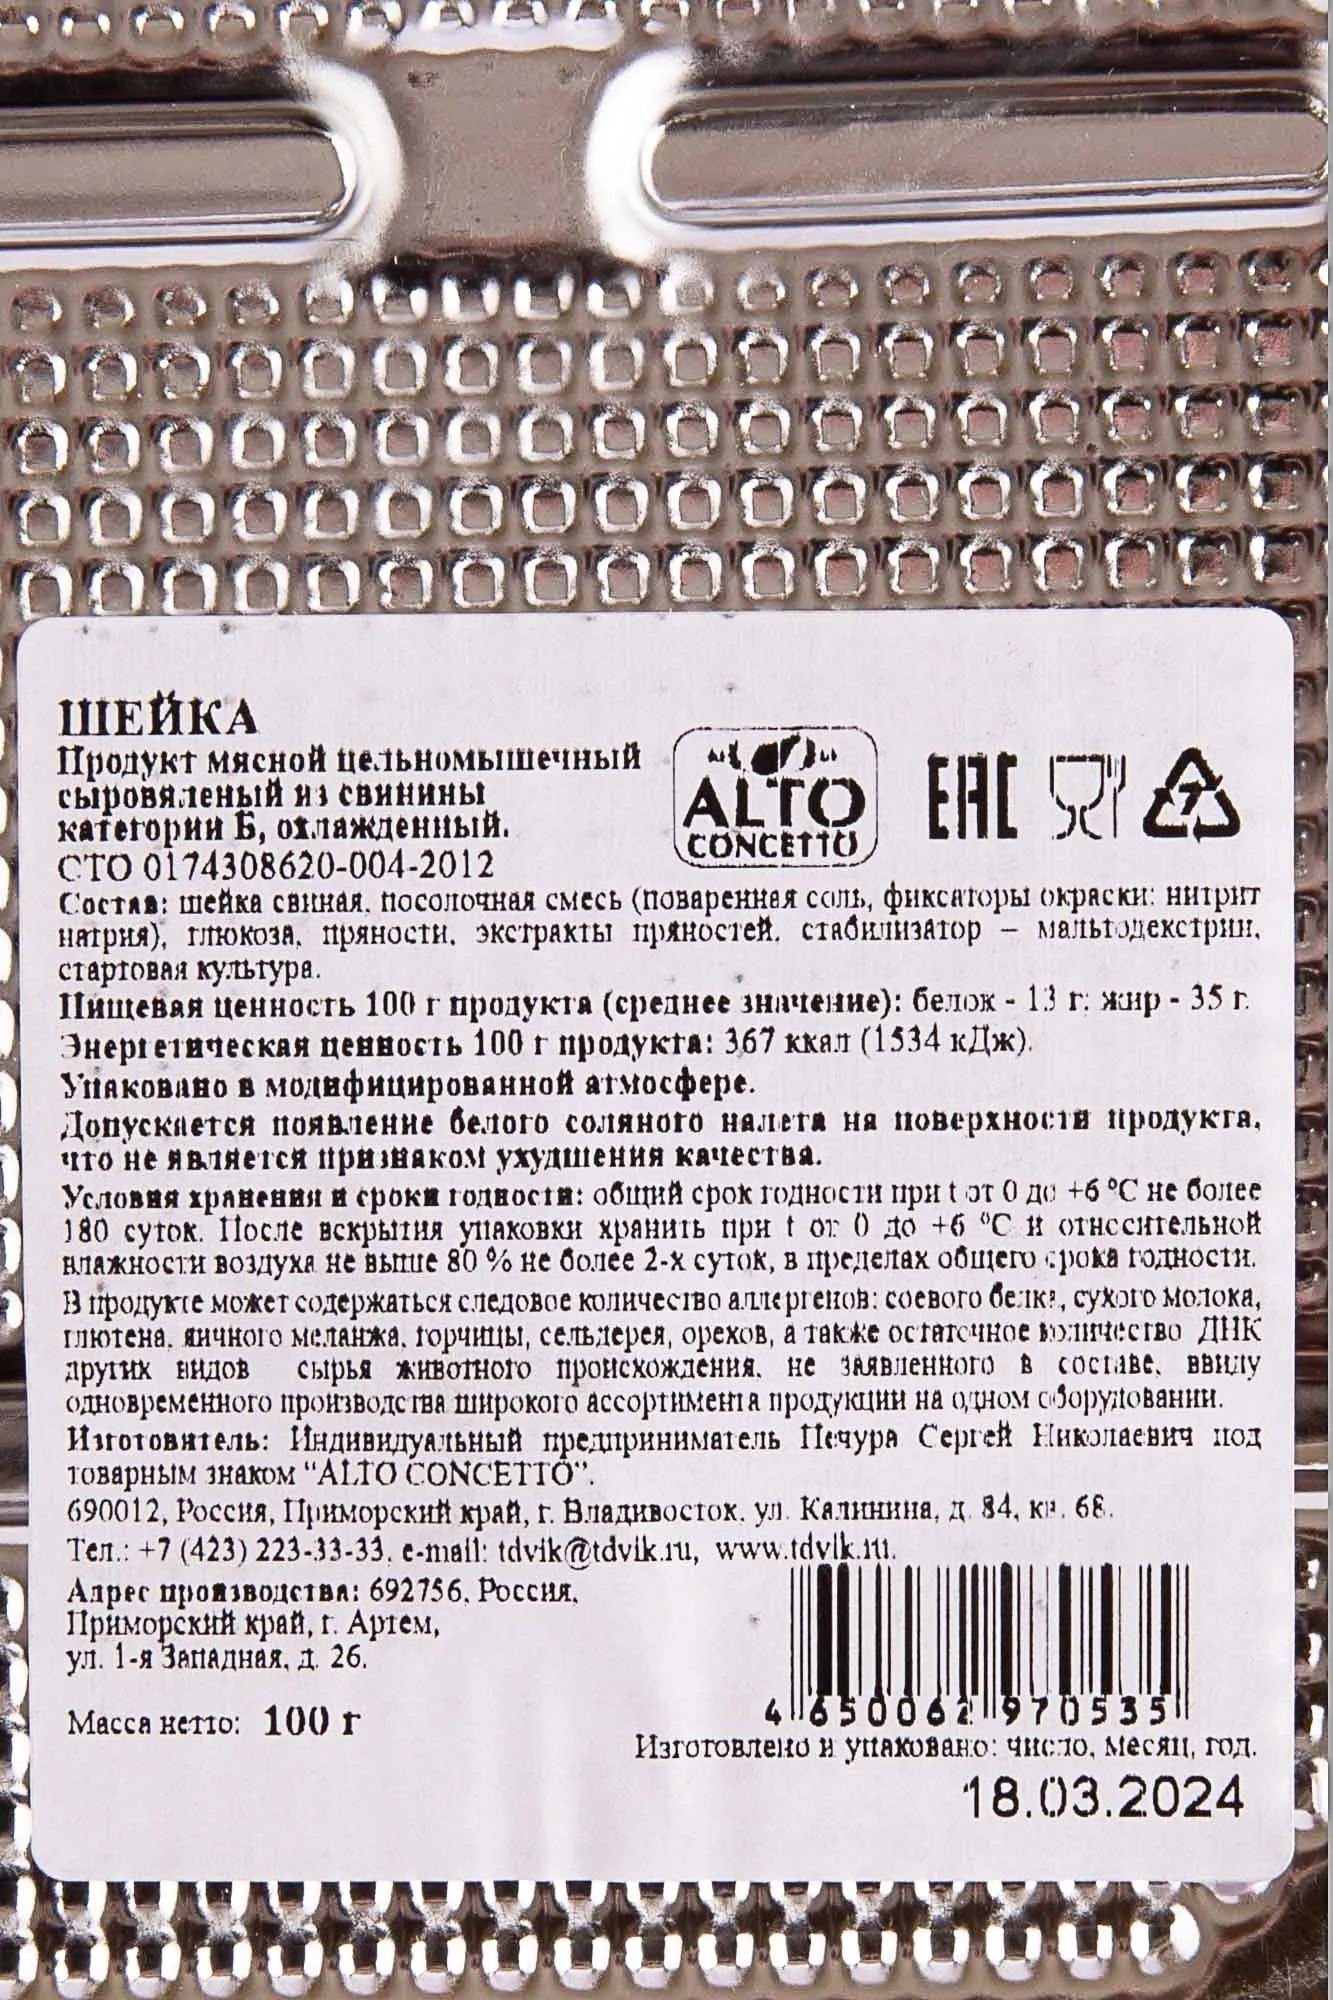 ШЕЙКА
Продукт мясной цельномышечный
сыровяленый из свинины
категории Б, охлажденный.
СТО 0174308620-004-2012
ALTO
CONCETTO
EAC
7
Состав: шейка свиная, посолочная смесь (поваренная соль, фиксаторы окраски: нитрит
натрия), глюкоза, пряности, экстракты пряностей, стабилизатор – мальтодекстрин,
стартовая культура.
Пищевая ценность 100 г продукта (среднее значение): белок - 13 г; жир - 35 г.
Энергетическая ценность 100 г продукта: 367 ккал (1534 кДж).
Упаковано в модифицированной атмосфере.
Допускается появление белого соляного налета на поверхности продукта,
что не является признаком ухудшения качества.
Условия хранения и сроки годности: общий срок годности при t от 0 до +6 °C не более
180 суток. После вскрытия упаковки хранить при t от 0 до +6 °C и относительной
влажности воздуха не выше 80 % не более 2-х суток, в пределах общего срока годности.
В продукте может содержаться следовое количество аллергенов: соевого белка, сухого молока,
глютена, яичного меланжа, горчицы, сельдерея, орехов, а также остаточное количество ДНК
других видов сырья животного происхождения, не заявленного в составе, ввиду
одновременного производства широкого ассортимента продукции на одном оборудовании.
Изготовитель: Индивидуальный предприниматель Печура Сергей Николаевич под
товарным знаком "ALTO CONCETTO".
690012, Россия, Приморский край, г. Владивосток, ул. Калинина, д. 84, кв. 68.
Тел.: +7 (423) 223-33-33, e-mail: tdvik@tdvik.ru, www.tdvik.ru.
Адрес производства: 692756, Россия,
Приморский край, г. Артем,
ул. 1-я Западная, д. 26.
Масса нетто: 100 г
4 650062 970535
Изготовлено и упаковано: число, месяц, год.
18.03.2024